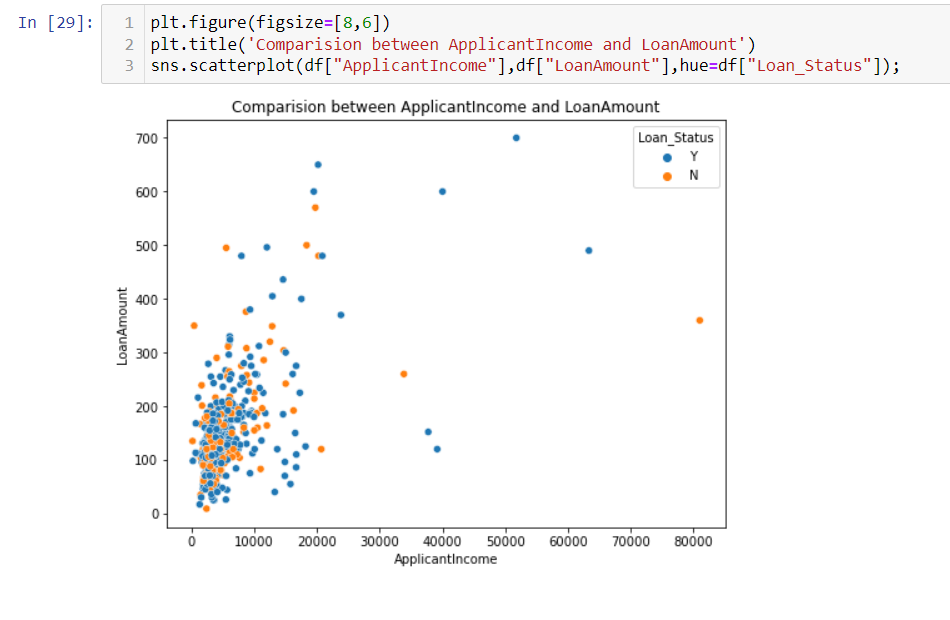 In [29]:
1 plt.figure(figsize=[8,6])
2 plt.title('Comparision between ApplicantIncome and LoanAmount')
3 sns.scatterplot(df["ApplicantIncome"],df["LoanAmount"],hue=df["Loan_Status"]);
Comparision between ApplicantIncome and LoanAmount
Loan_Status
Y
N
700
600
500
400
300
200
100
0
LoanAmount
0 10000 20000 30000 40000 50000 60000 70000 80000
ApplicantIncome